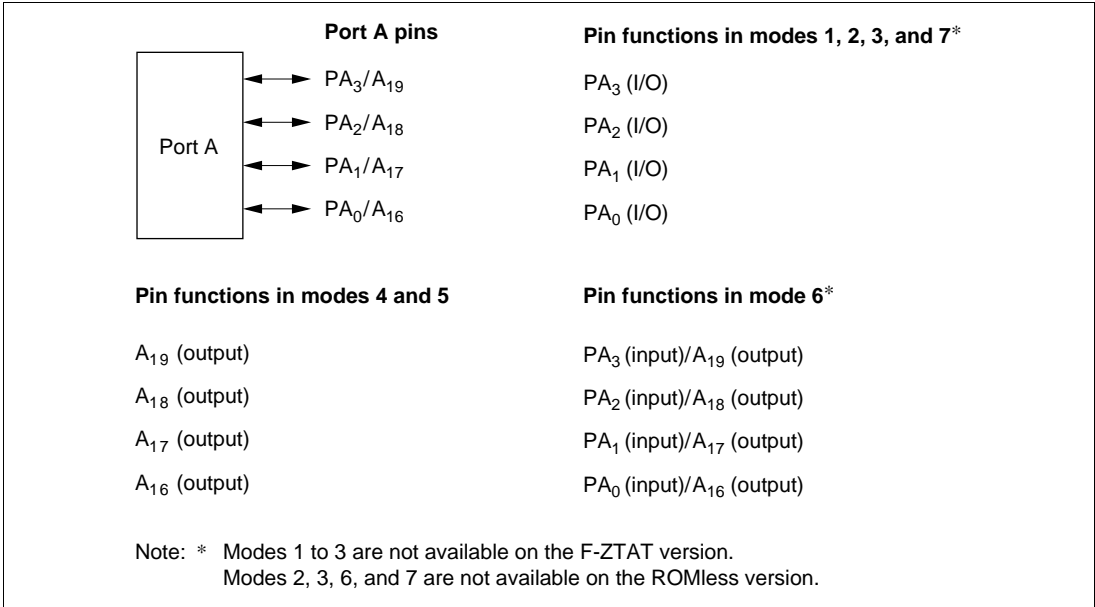 Port A pins
Pin functions in modes 1, 2, 3, and 7*
Port A
PA3/A19
PA3 (I/O)
PA2/A18
PA2 (I/O)
PA1/A17
PA1 (I/O)
PA0/A16
PA0 (I/O)
Pin functions in modes 4 and 5
A19 (output)
A18 (output)
A17 (output)
A16 (output)
Pin functions in mode 6*
PA3 (input)/A19 (output)
PA2 (input)/A18 (output)
PA1 (input)/A17 (output)
PA0 (input)/A16 (output)
Note: * Modes 1 to 3 are not available on the F-ZTAT version.
Modes 2, 3, 6, and 7 are not available on the ROMless version.